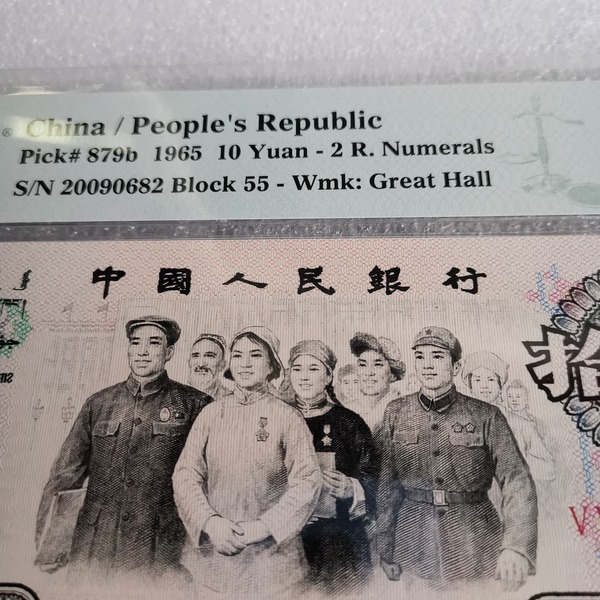 ® China / People's Republic
Pick# 879b 1965 10 Yuan - 2 R. Numerals
S/N 20090682 Block 55 - Wmk: Great Hall
中國人民銀行
拾